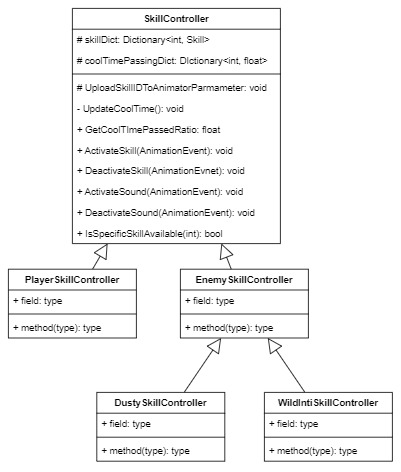 SkillController
# skillDict: Dictionary<int, Skill>
# coolTimePassingDict: DIctionary<int, float>
# UploadSkillIDToAnimatorParmameter: void
- UpdateCoolTime(): void
+ GetCoolTImePassedRatio: float
+ ActivateSkill(AnimationEvent): void
+ DeactivateSkill(AnimationEvnet): void
+ ActivateSound(AnimationEvent): void
+ DeactivateSound(AnimationEvent): void
+ IsSpecificSkillAvailable(int): bool
PlayerSkillController
+ field: type
+ method(type): type
EnemySkillController
+ field: type
+ method(type): type
DustySkillController
+ field: type
+ method(type): type
WildIntiSkillController
+ field: type
+ method(type): type